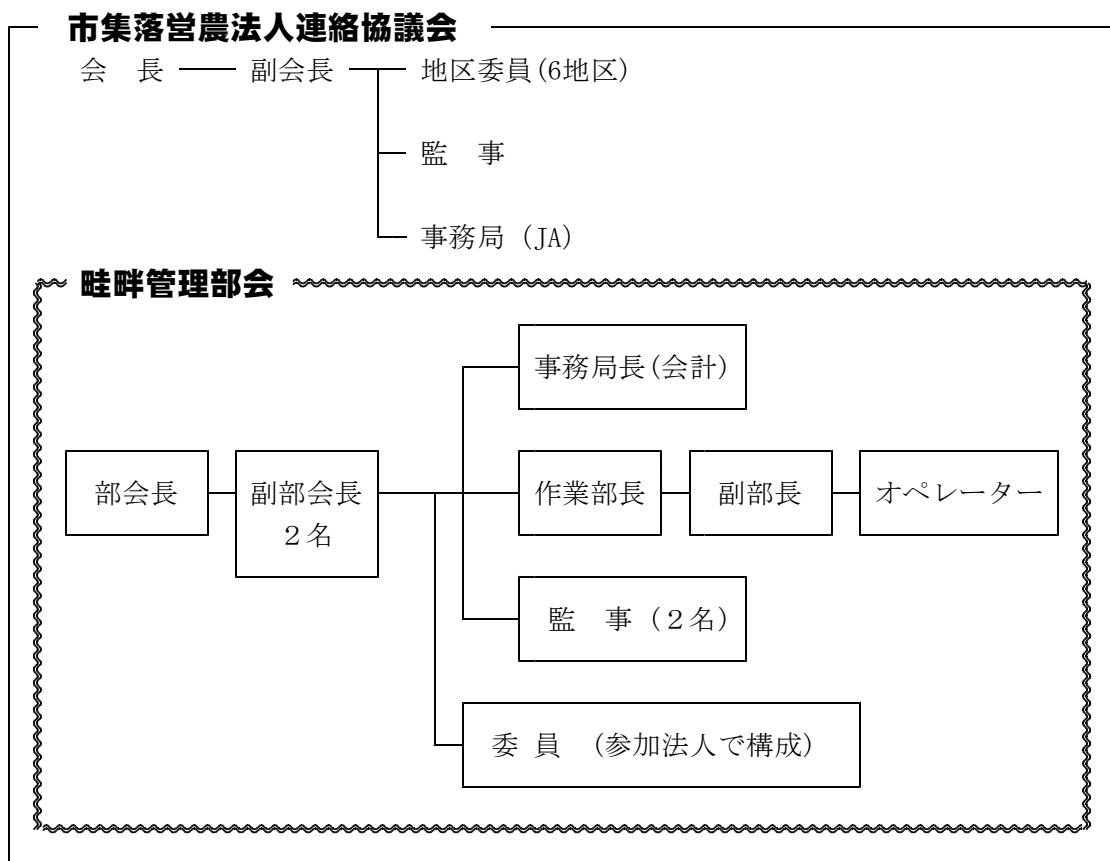 市集落営農法人連絡協議会
会　長 副会長 地区委員(6地区)
監　事
事務局 (JA)
畦畔管理部会
事務局長(会計)
部会長 副部会長 作業部長 副部長 オペレーター
２名
監　事 (２名)
委 員 (参加法人で構成)